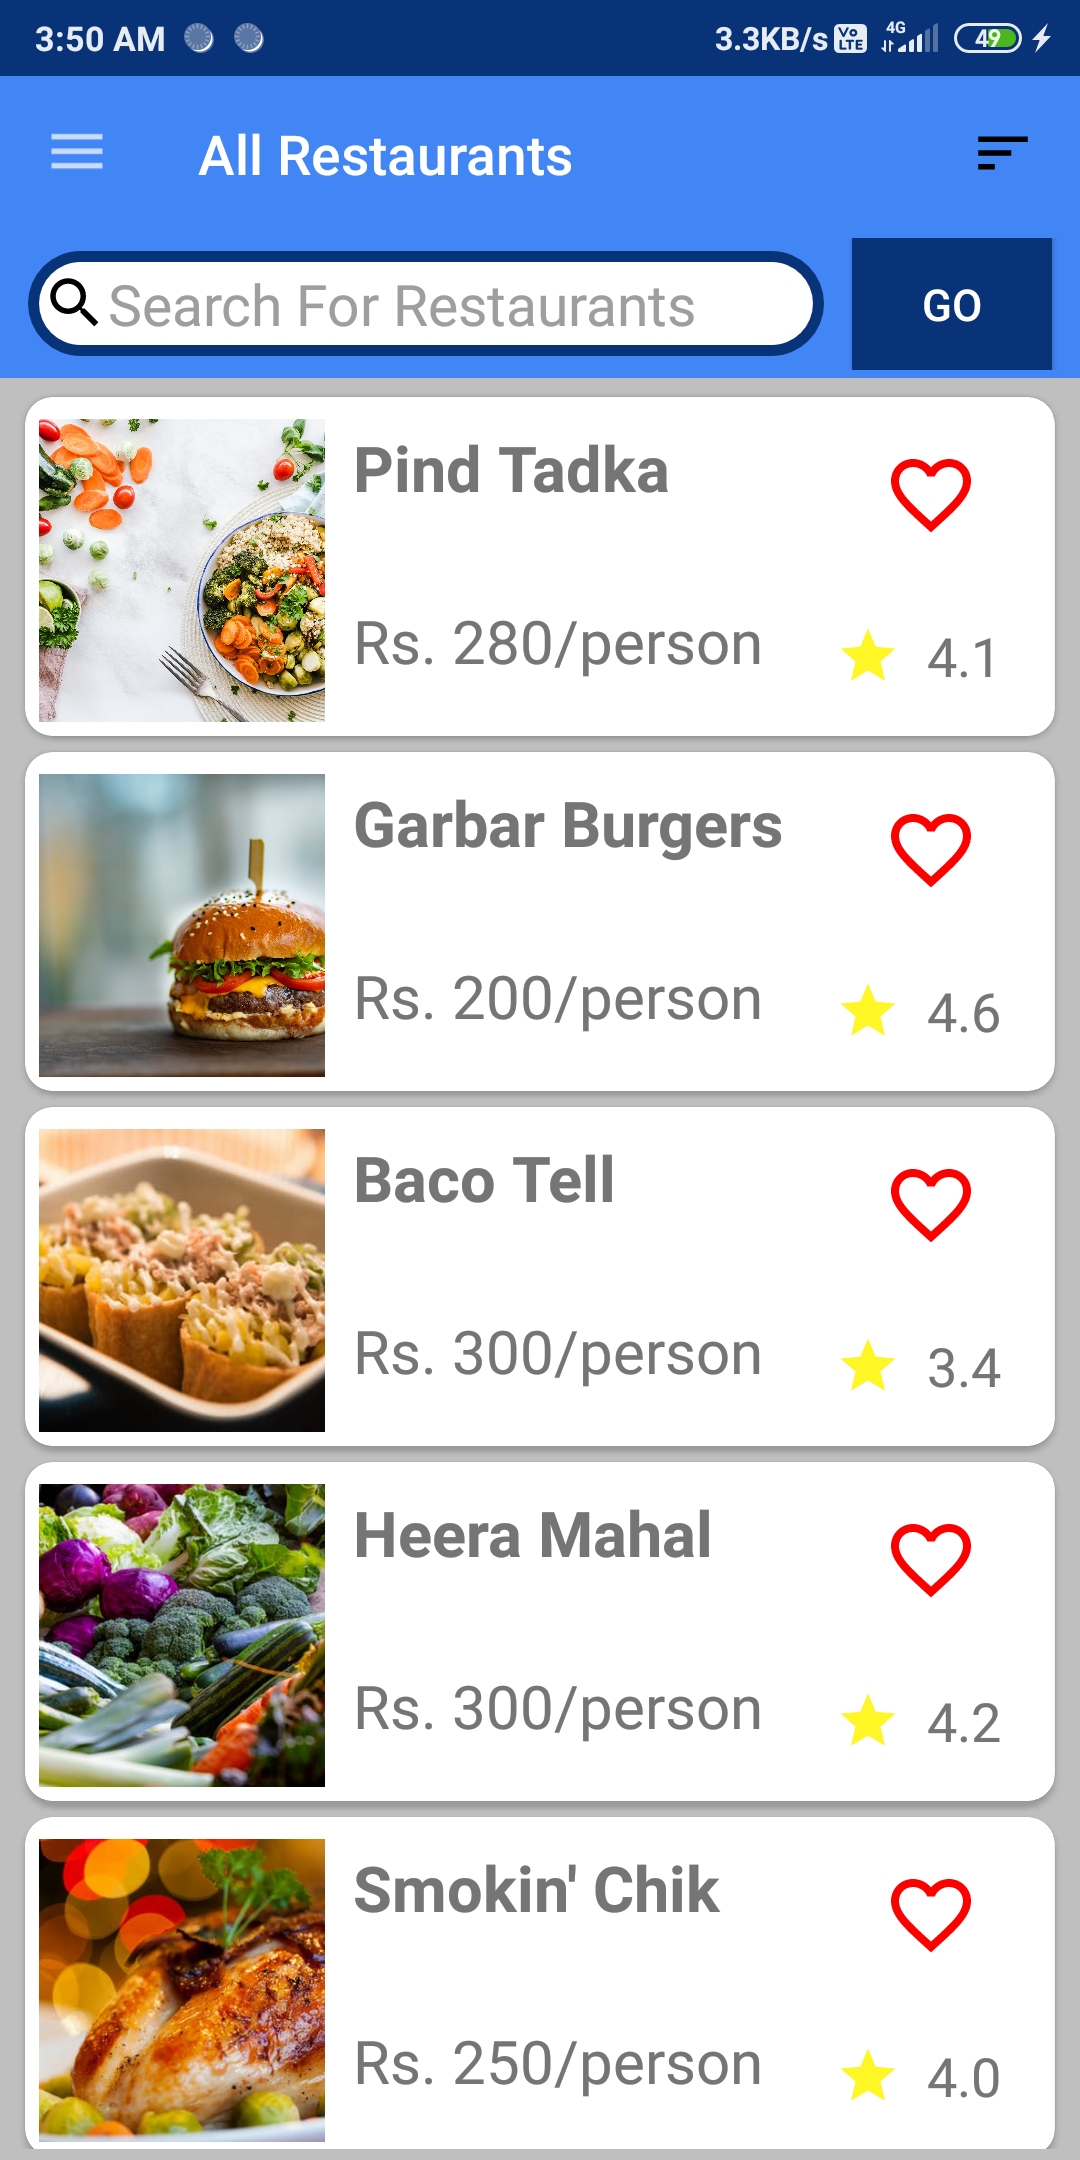 3:50 AM 3.3KB/s Vo LTE 4G 49
All Restaurants
Search For Restaurants GO
Pind Tadka
Rs. 280/person 4.1
Garbar Burgers
Rs. 200/person 4.6
Baco Tell
Rs. 300/person 3.4
Heera Mahal
Rs. 300/person 4.2
Smokin' Chik
Rs. 250/person 4.0